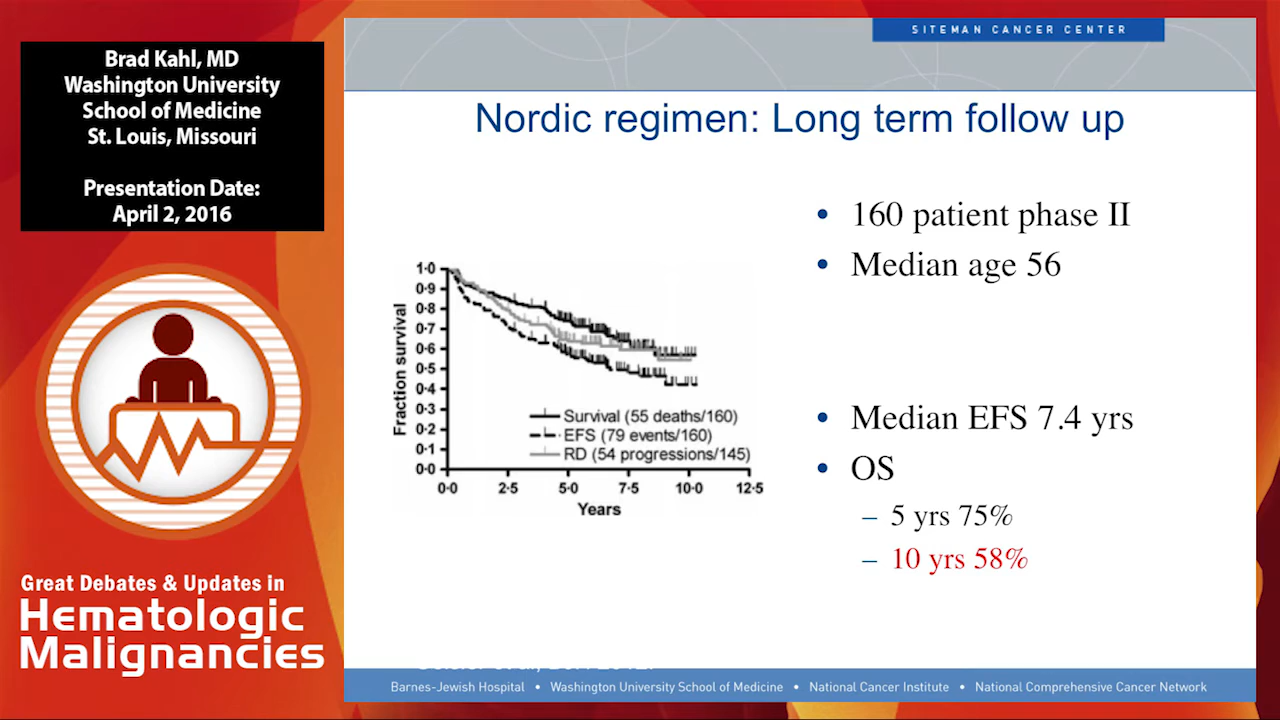 Brad Kahl, MD
Washington University
School of Medicine
St. Louis, Missouri
Presentation Date:
April 2, 2016
Great Debates & Updates in
Hematologic
Malignancies
SITEMAN CANCER CENTER
Nordic regimen: Long term follow up
• 160 patient phase II
• Median age 56
• Median EFS 7.4 yrs
• OS
– 5 yrs 75%
– 10 yrs 58%
Fraction survival
1·0
0·9
0·8
0·7
0·6
0·5
0·4
0·3
0·2
0·1
0·0
Survival (55 deaths/160)
EFS (79 events/160)
RD (54 progressions/145)
0·0 2·5 5·0 7·5 10·0 12·5
Years
Barnes-Jewish Hospital • Washington University School of Medicine • National Cancer Institute • National Comprehensive Cancer Network